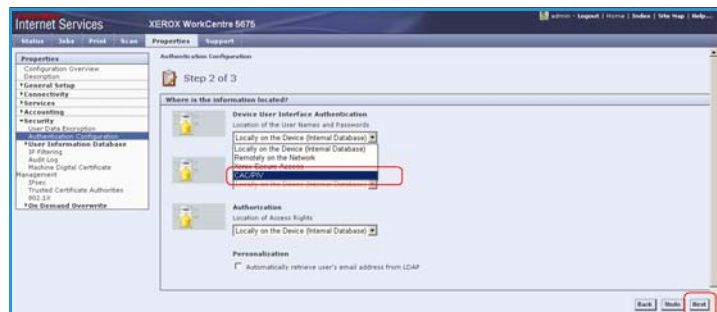 Internet Services
XEROX WorkCentre 5675
admin - Logout | Home | Index | Site Map | Help...
Status Jobs Print Scan Properties Support
Properties
Configuration Overview
Description
General Setup
Connectivity
Services
Accounting
Security
User Data Encryption
Authentication Configuration
User Information Database
IP Filtering
Audit Log
Machine Digital Certificate
Management
IPsec
Trusted Certificate Authorities
802.1X
On Demand Overwrite
Authentication Configuration
Step 2 of 3
Where is the information located?
Device User Interface Authentication
Location of the User Names and Passwords
Locally on the Device (Internal Database)
Locally on the Device (Internal Database)
Remotely on the Network
Xerox Secure Access
CAC/PIV
Locally on the Device (Internal Database)
Authorization
Location of Access Rights
Locally on the Device (Internal Database)
Personalization
Automatically retrieve user's email address from LDAP
Back Undo Next